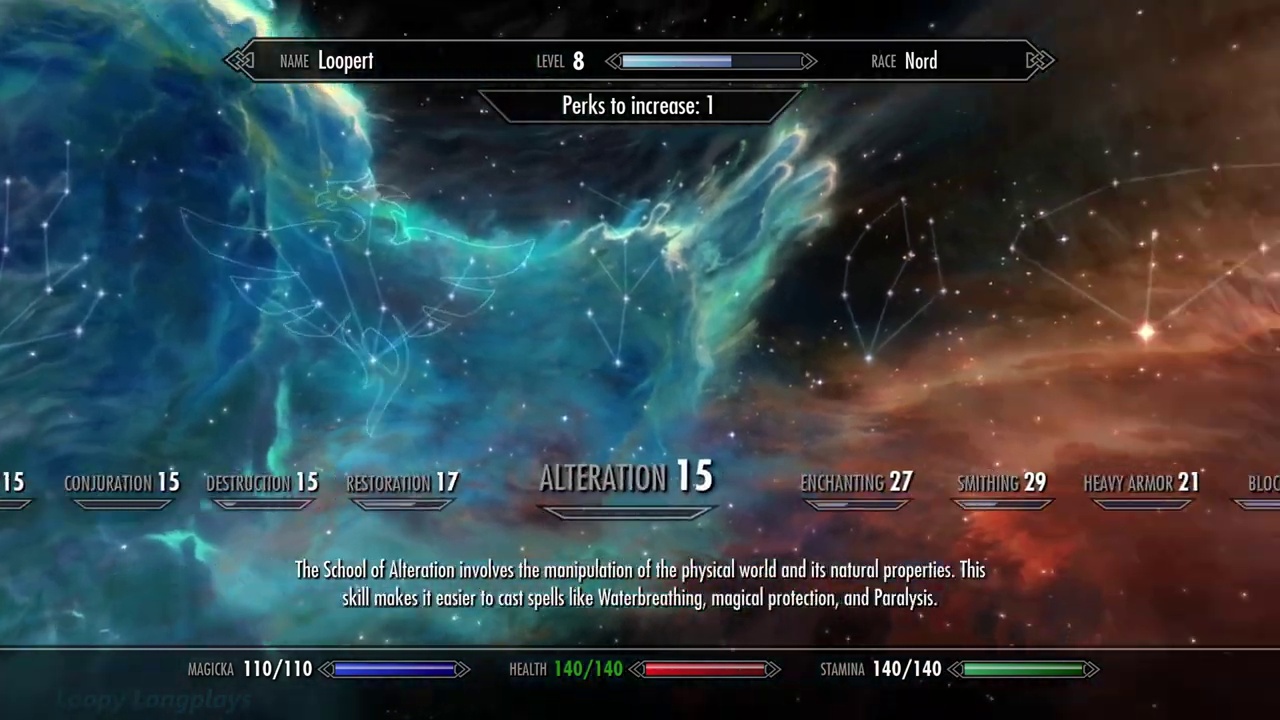 NAME Loopert LEVEL 8 RACE Nord
Perks to increase: 1
15 CONJURATION 15 DESTRUCTION 15 RESTORATION 17 ALTERATION 15 ENCHANTING 27 SMITHING 29 HEAVY ARMOR 21 BLOC
The School of Alteration involves the manipulation of the physical world and its natural properties. This
skill makes it easier to cast spells like Waterbreathing, magical protection, and Paralysis.
MAGICKA 110/110 HEALTH 140/140 STAMINA 140/140
Loopy Longplays